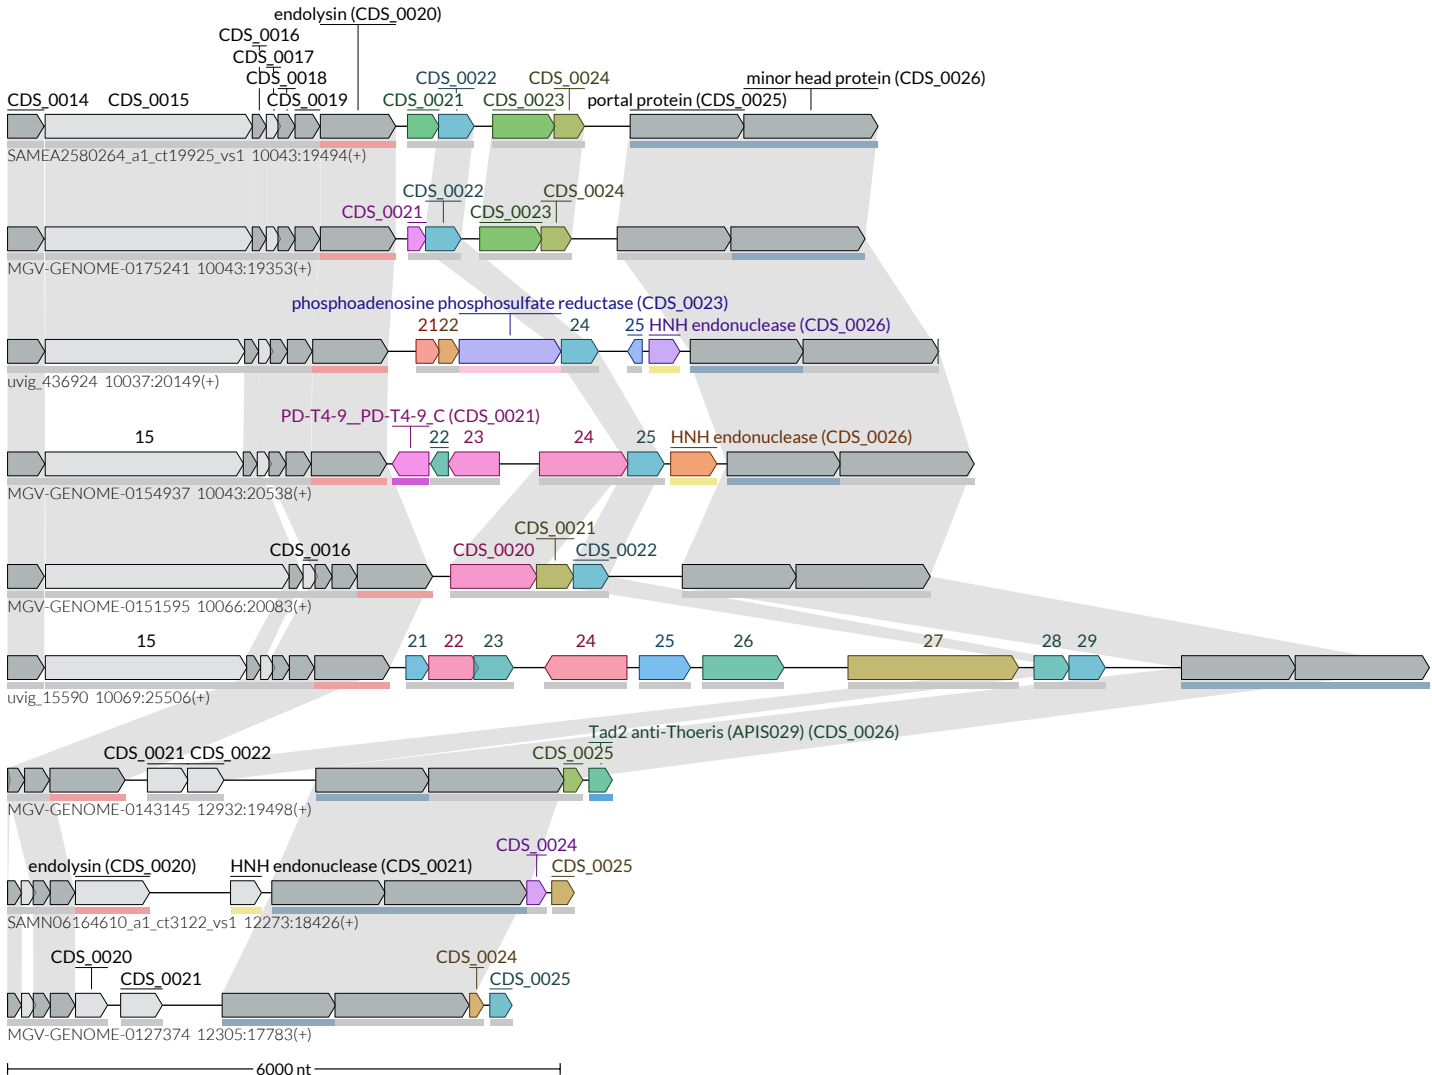 endolysin (CDS_0020)
CDS_0016
CDS_0017
CDS_0018 CDS_0022 CDS_0024 minor head protein (CDS_0026)
CDS_0014 CDS_0015 CDS_0019 CDS_0021 CDS_0023 portal protein (CDS_0025)
SAMEA2580264_a1_ct19925_vs1 10043:19494(+)
CDS_0022 CDS_0024
CDS_0021 CDS_0023
MGV-GENOME-0175241 10043:19353(+)
phosphoadenosine phosphosulfate reductase (CDS_0023)
21 22 24 25 HNH endonuclease (CDS_0026)
uvig_436924 10037:20149(+)
PD-T4-9__PD-T4-9_C (CDS_0021)
15 22 23 24 25 HNH endonuclease (CDS_0026)
MGV-GENOME-0154937 10043:20538(+)
CDS_0021
CDS_0016 CDS_0020 CDS_0022
MGV-GENOME-0151595 10066:20083(+)
15 21 22 23 24 25 26 27 28 29
uvig_15590 10069:25506(+)
Tad2 anti-Thoeris (APIS029) (CDS_0026)
CDS_0021 CDS_0022 CDS_0025
MGV-GENOME-0143145 12932:19498(+)
CDS_0024
endolysin (CDS_0020) HNH endonuclease (CDS_0021) CDS_0025
SAMN06164610_a1_ct3122_vs1 12273:18426(+)
CDS_0020 CDS_0024
CDS_0021 CDS_0025
MGV-GENOME-0127374 12305:17783(+)
6000 nt